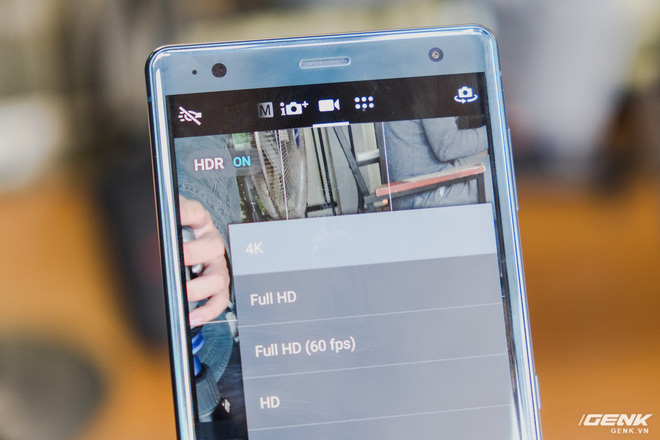 M i+
HDR ON
4K
Full HD
Full HD (60 fps)
HD
/GENK
GENK.VN